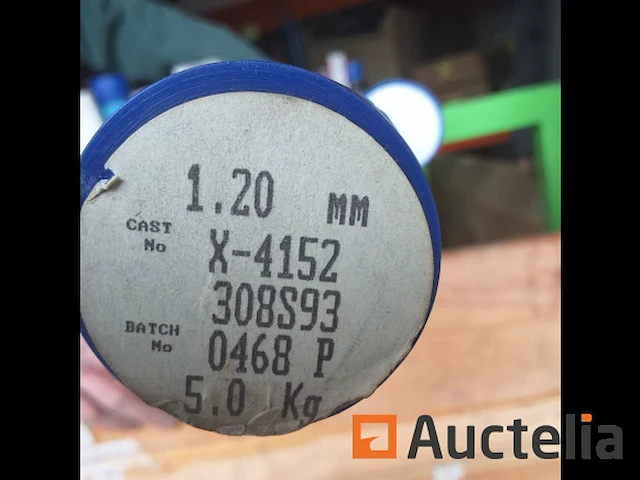 1.20 MM
CAST No X-4152
308S93
BATCH No 0468 P
5.0 Kg
Auctelia